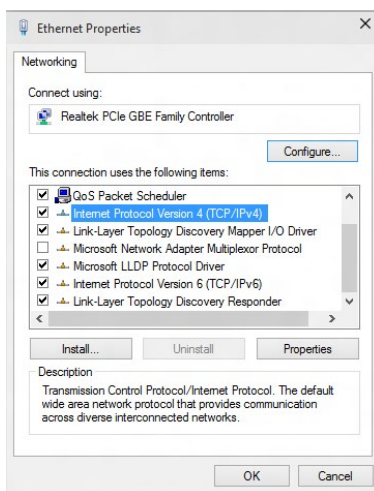 Ethernet Properties
Networking
Connect using:
Realtek PCIe GBE Family Controller
Configure...
This connection uses the following items:
QoS Packet Scheduler
Internet Protocol Version 4 (TCP/IPv4)
Link-Layer Topology Discovery Mapper I/O Driver
Microsoft Network Adapter Multiplexor Protocol
Microsoft LLDP Protocol Driver
Internet Protocol Version 6 (TCP/IPv6)
Link-Layer Topology Discovery Responder
Install... Uninstall Properties
Description
Transmission Control Protocol/Internet Protocol. The default
wide area network protocol that provides communication
across diverse interconnected networks.
OK Cancel